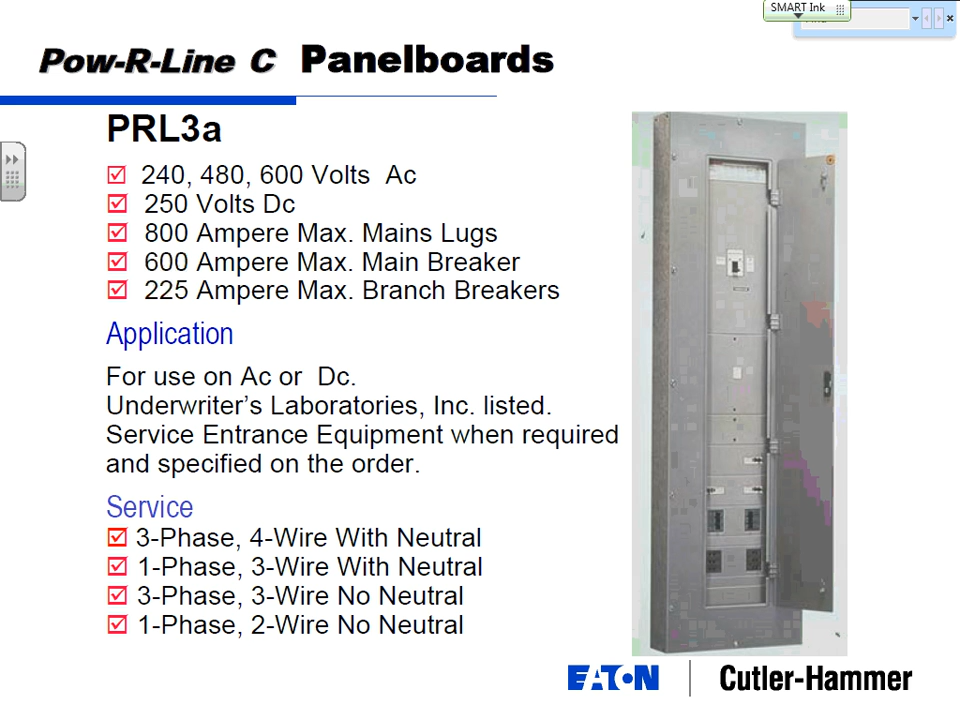 SMART Ink
Pow-R-Line C Panelboards
PRL3a
240, 480, 600 Volts Ac
250 Volts Dc
800 Ampere Max. Mains Lugs
600 Ampere Max. Main Breaker
225 Ampere Max. Branch Breakers
Application
For use on Ac or Dc.
Underwriter's Laboratories, Inc. listed.
Service Entrance Equipment when required
and specified on the order.
Service
3-Phase, 4-Wire With Neutral
1-Phase, 3-Wire With Neutral
3-Phase, 3-Wire No Neutral
1-Phase, 2-Wire No Neutral
EATON Cutler-Hammer